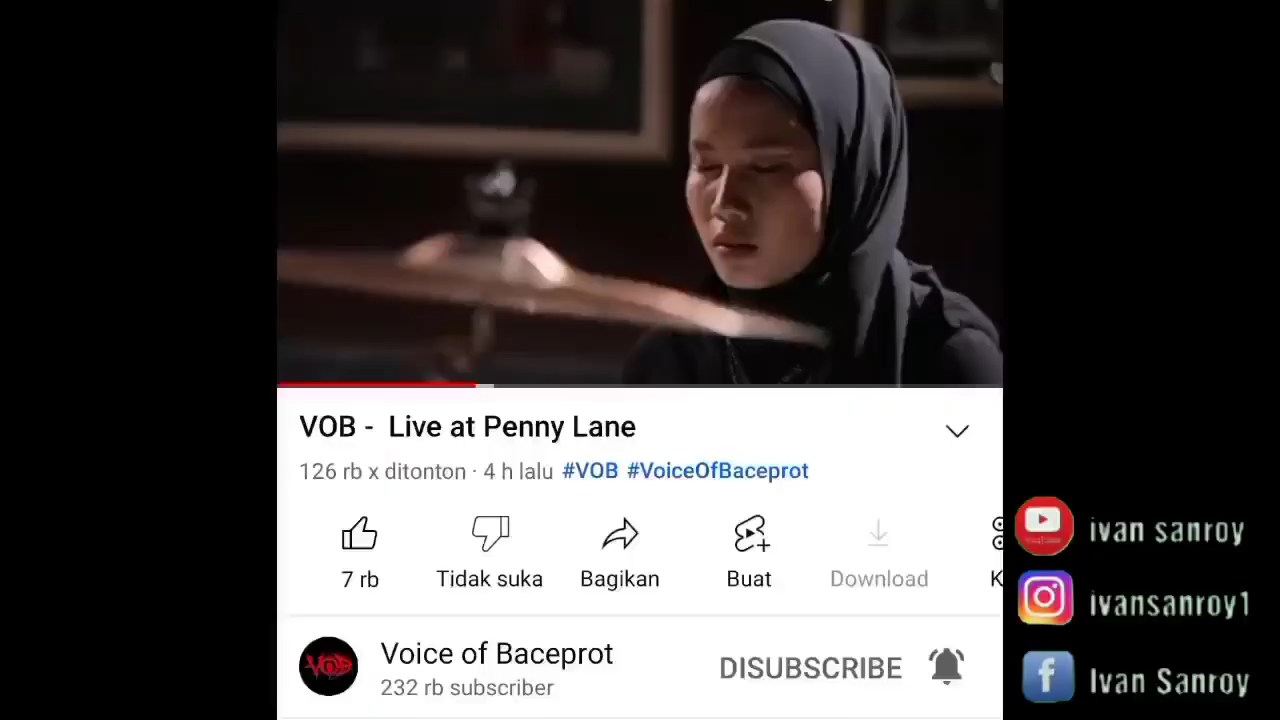 VOB - Live at Penny Lane
126 rb x ditonton · 4 h lalu #VOB #VoiceOfBaceprot
7 rb
Tidak suka
Bagikan
Buat
Download
K
VOB
Voice of Baceprot
232 rb subscriber
DISUBSCRIBE
ivan sanroy
ivansanroy1
Ivan Sanroy